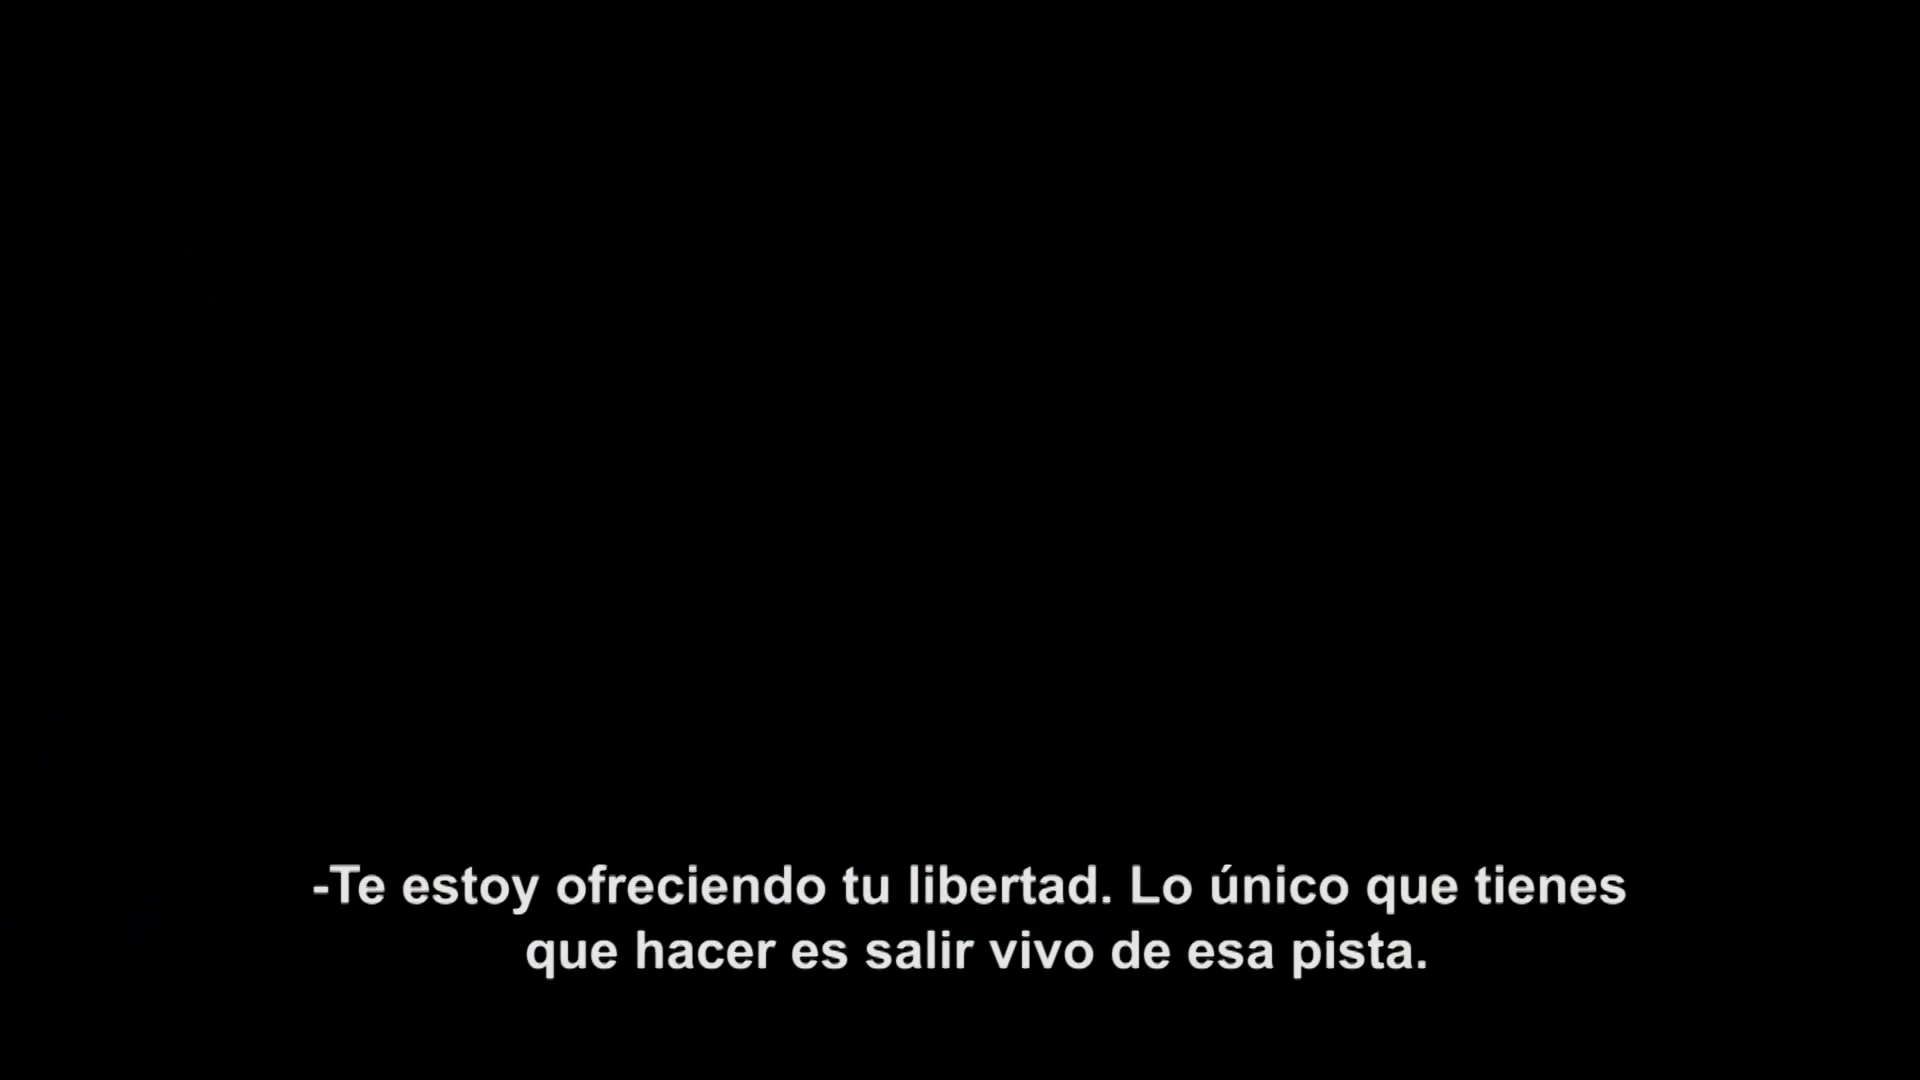 -Te estoy ofreciendo tu libertad. Lo único que tienes
que hacer es salir vivo de esa pista.